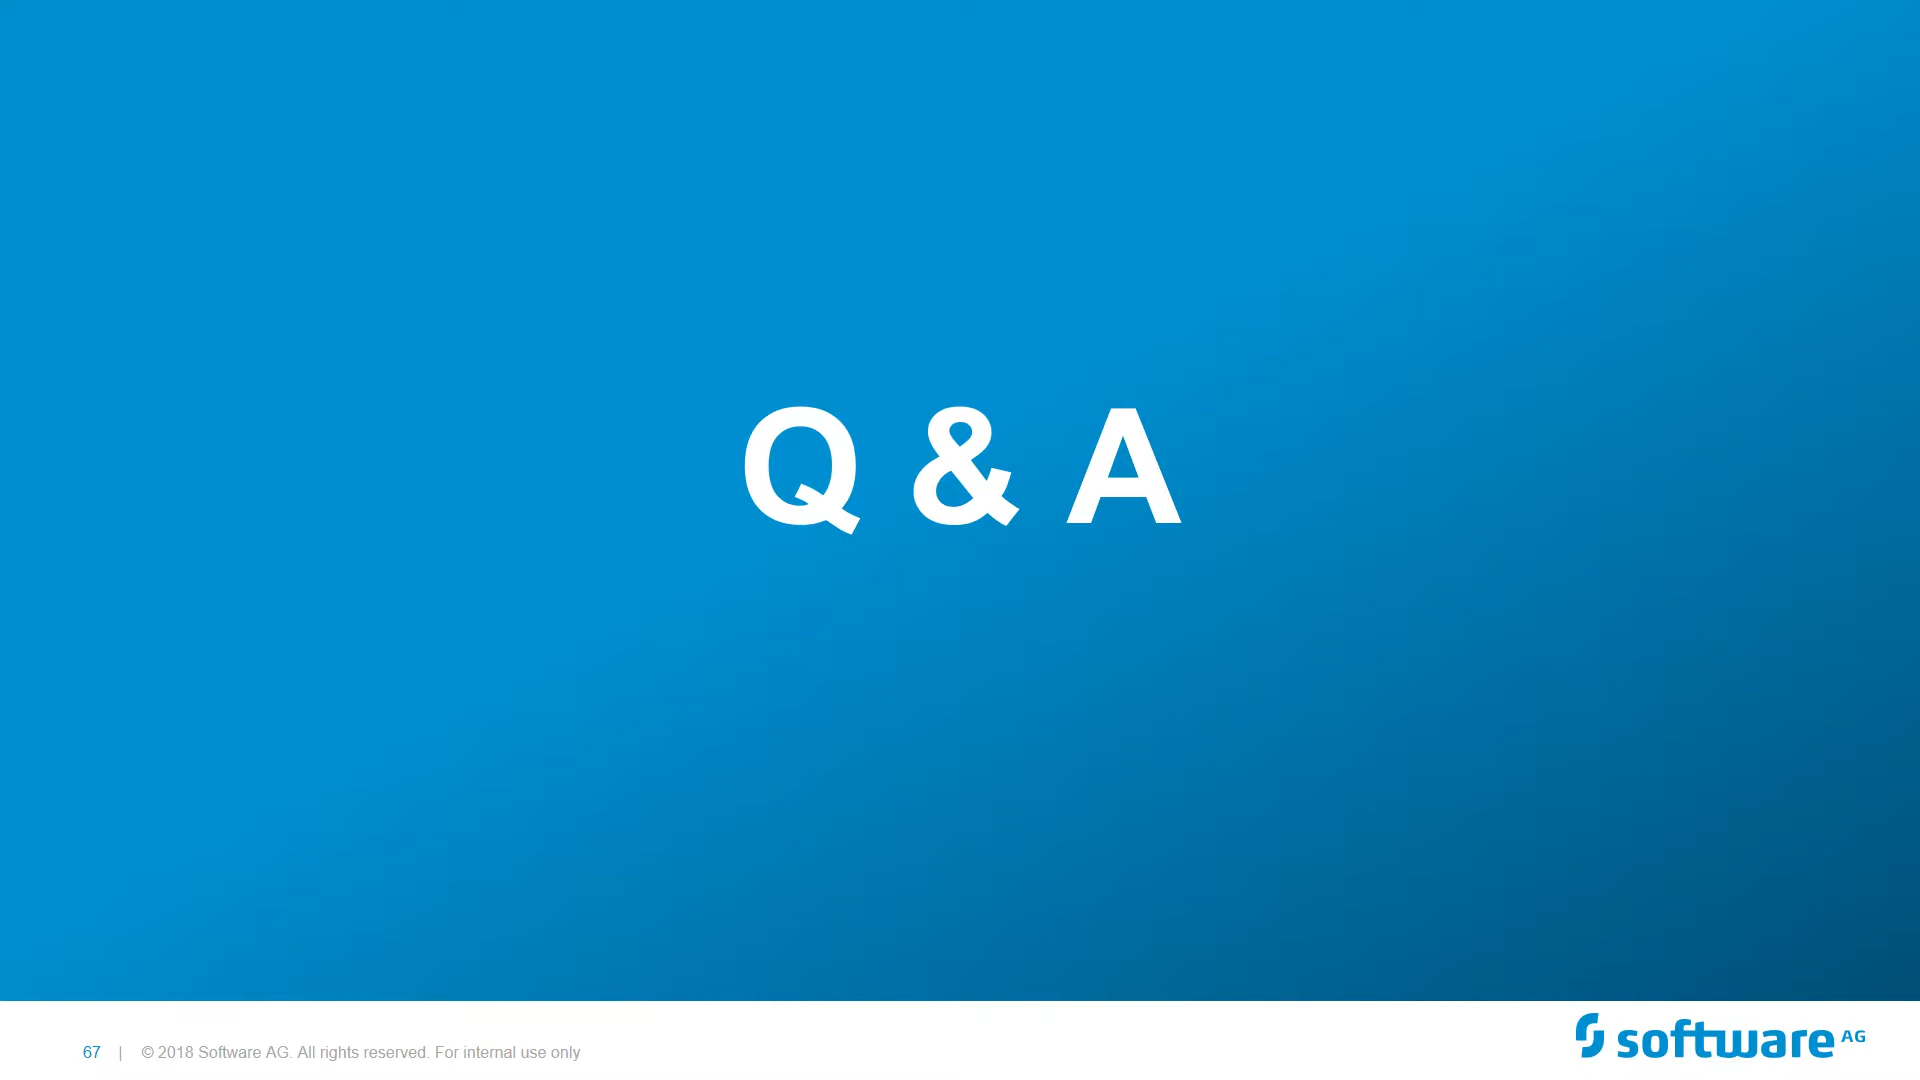 Q & A
67 | © 2018 Software AG. All rights reserved. For internal use only
software AG